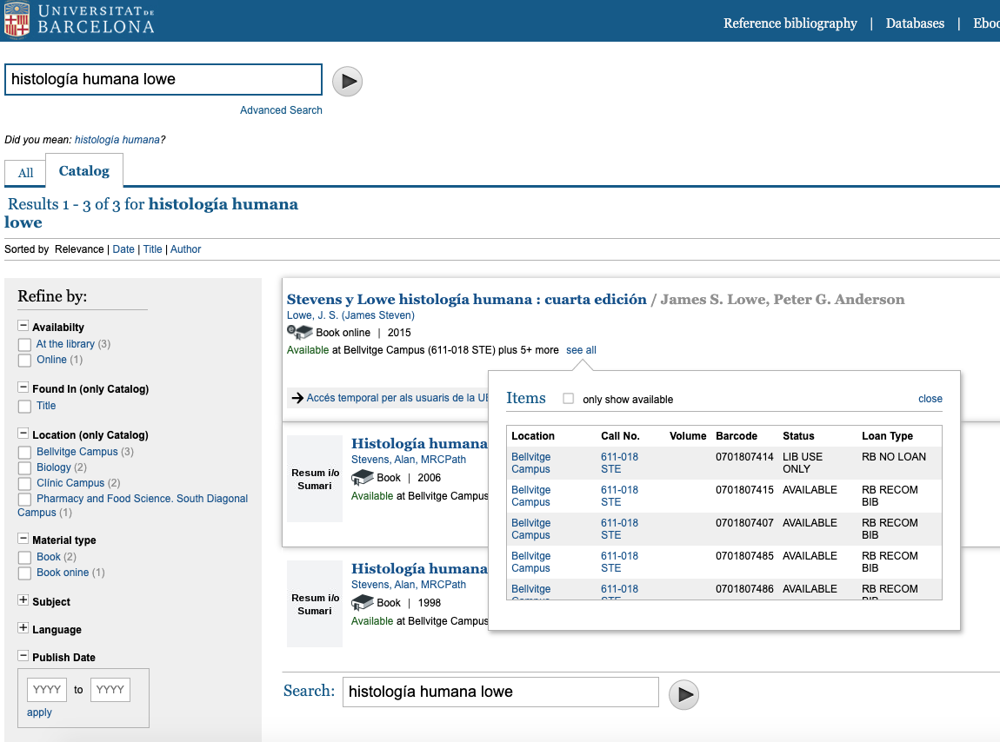 UNIVERSITAT DE
BARCELONA
Reference bibliography | Databases |
histología humana lowe
Advanced Search
Did you mean: histología humana?
All
Catalog
Results 1 - 3 of 3 for histología humana
lowe
Sorted by Relevance | Date | Title | Author
Refine by:
Availabilty
At the library (3)
Online (1)
Found In (only Catalog)
Title
Location (only Catalog)
Bellvitge Campus (3)
Biology (2)
Clínic Campus (2)
Pharmacy and Food Science. South Diagonal
Campus (1)
Material type
Book (2)
Book onine (1)
Subject
Language
Publish Date
YYYY to YYYY
apply
Stevens y Lowe histología humana : cuarta edición / James S. Lowe, Peter G. Anderson
Lowe, J. S. (James Steven)
Book online | 2015
Available at Bellvitge Campus (611-018 STE) plus 5+ more see all
Accés temporal per als usuaris de la
Items only show available close
Location Call No. Volume Barcode Status Loan Type
Bellvitge 611-018 0701807414 LIB USE RB NO LOAN
Campus STE ONLY
Bellvitge 611-018 0701807415 AVAILABLE RB RECOM
Campus STE BIB
Bellvitge 611-018 0701807407 AVAILABLE RB RECOM
Campus STE BIB
Bellvitge 611-018 0701807485 AVAILABLE RB RECOM
Campus STE BIB
Bellvitge 611-018 0701807486 AVAILABLE RB RECOM
Resum i/o
Sumari
Histología humana
Stevens, Alan, MRCPath
Book | 2006
Available at Bellvitge Campus
Resum i/o
Sumari
Histología humana
Stevens, Alan, MRCPath
Book | 1998
Available at Bellvitge Campus
Search: histología humana lowe